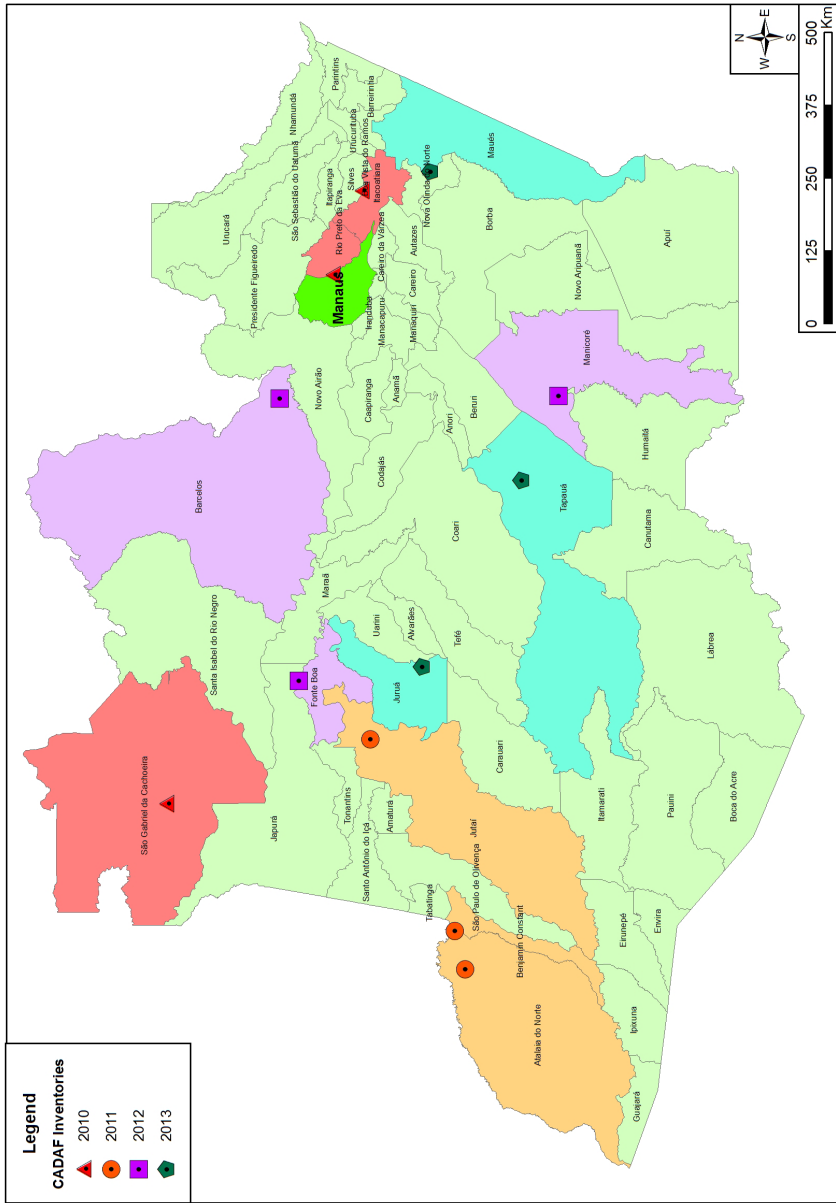 Legend
CADAF Inventories
2010
2011
2012
2013
N
W E
S
0 125 250 375 500
Km
São Gabriel da Cachoeira
Santa Isabel do Rio Negro
Barcelos
Japurá
Novo Airão
Presidente Figueiredo
Urucará
São Sebastião do Uatumã
Nhamundá
Parintins
Barreirinha
Urucurituba
Vista do Ramos
Itapiranga
Silves
Itacoatiara
Rio Preto da Eva
Manaus
Iranduba
Careiro da Várzea
Manacapuru
Careiro
Autazes
Manaquiri
Nova Olinda Norte
Maués
Borba
Apuí
Novo Aripuanã
Manicoré
Humaitá
Beruri
Anori
Anamã
Caapiranga
Codajás
Coari
Tapauá
Canutama
Lábrea
Maraã
Uarini
Alvarães
Tefé
Fonte Boa
Juruá
Carauari
Jutaí
Tonantins
Santo Antônio do Içá
Amaturá
São Paulo de Olivença
Tabatinga
Benjamin Constant
Atalaia do Norte
Itamarati
Pauini
Boca do Acre
Eirunepé
Envira
Ipixuna
Guajará